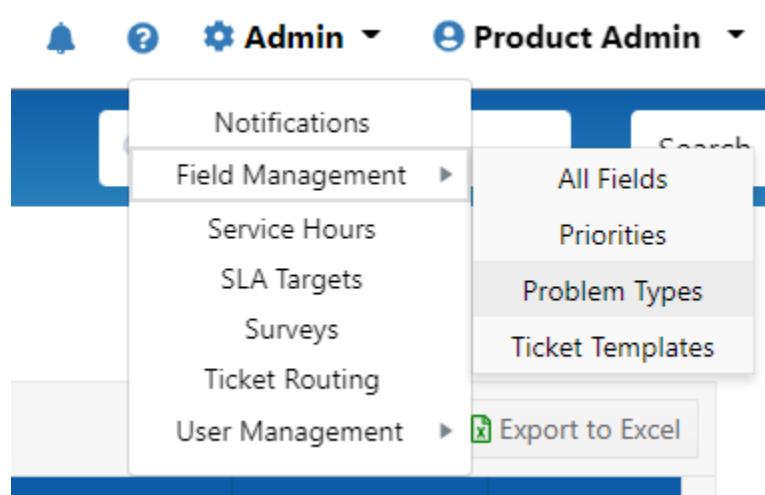 Admin
Product Admin
Notifications
Search
Field Management
All Fields
Service Hours
Priorities
SLA Targets
Problem Types
Surveys
Ticket Templates
Ticket Routing
User Management
Export to Excel